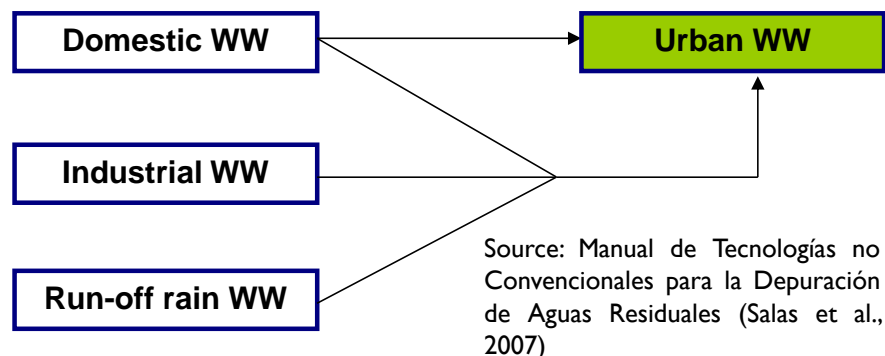 Domestic WW
Urban WW
Industrial WW
Run-off rain WW
Source: Manual de Tecnologías no
Convencionales para la Depuración
de Aguas Residuales (Salas et al.,
2007)